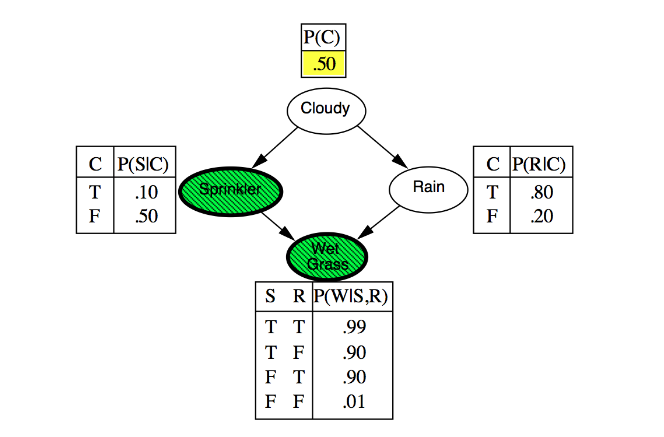 P(C)
.50
Cloudy
C P(S|C)
T .10
F .50
Sprinkler
Rain
C P(R|C)
T .80
F .20
Wet
Grass
S R P(W|S,R)
T T .99
T F .90
F T .90
F F .01